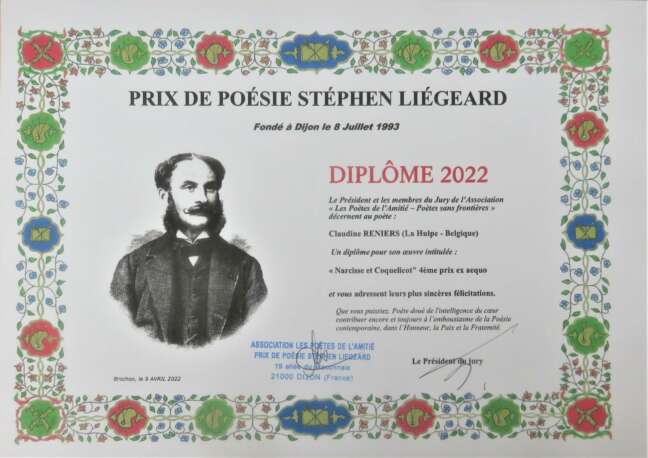 PRIX DE POÉSIE STÉPHEN LIÉGEARD
Fondé à Dijon le 8 Juillet 1993
DIPLÔME 2022
Le Président et les membres du Jury de l'Association
« Les Poètes de l'Amitié – Poètes sans frontières »
décernent au poète :
Claudine RENIERS (La Hulpe - Belgique)
Un diplôme pour son œuvre intitulée :
« Narcisse et Coquelicot" 4ème prix ex aequo
et vous adressent leurs plus sincères félicitations.
Que vous puissiez, Poète doué de l'intelligence du cœur
contribuer encore et toujours à l'enthousiasme de la Poésie
contemporaine, dans l'Honneur, la Paix et la Fraternité.
ASSOCIATION LES POÈTES DE L'AMITIÉ
PRIX DE POÉSIE STÉPHEN LIÉGEARD
19 allée du Mâconnais
21000 DIJON (France)
Le Président du jury
Brochon, le 9 AVRIL 2022